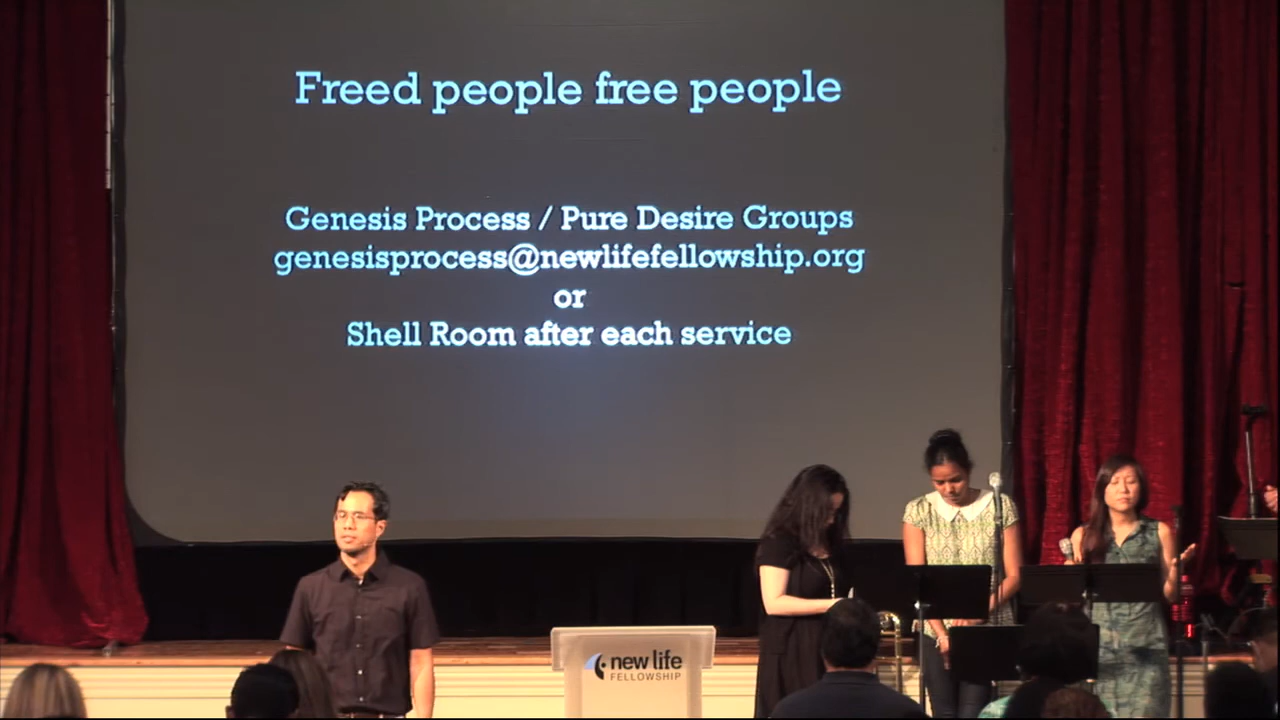 Freed people free people
Genesis Process / Pure Desire Groups
genesisprocess@newlifefellowship.org
or
Shell Room after each service
new life
FELLOWSHIP